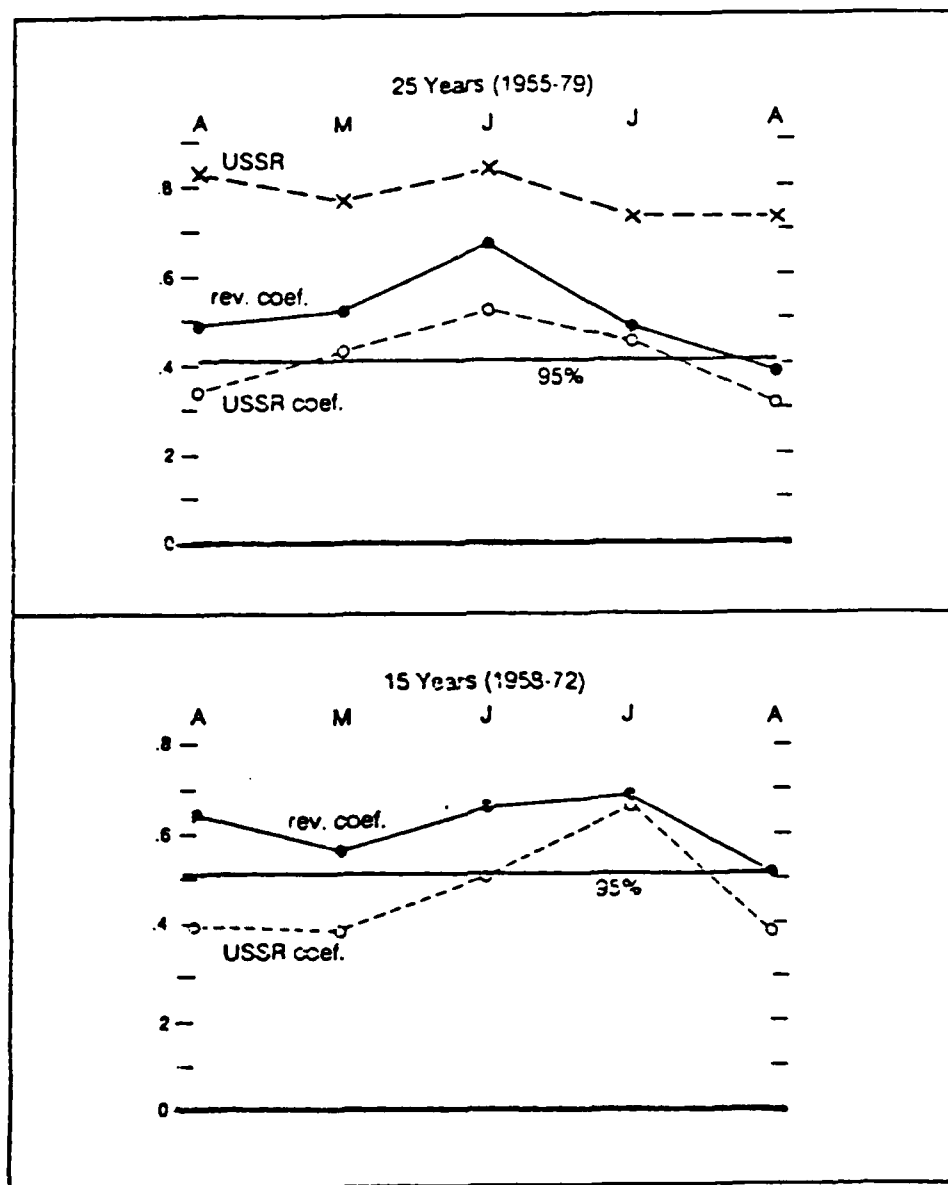 25 Years (1955-79)
A M J J A
USSR
.8
.6
rev. coef.
.4
95%
USSR coef.
2
0
15 Years (1958-72)
A M J J A
.8
rev. coef.
.6
95%
.4
USSR coef.
2
0